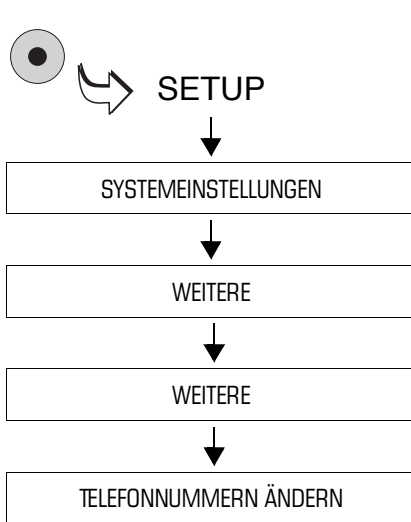 SETUP
SYSTEMEINSTELLUNGEN
WEITERE
WEITERE
TELEFONNUMMERN ÄNDERN